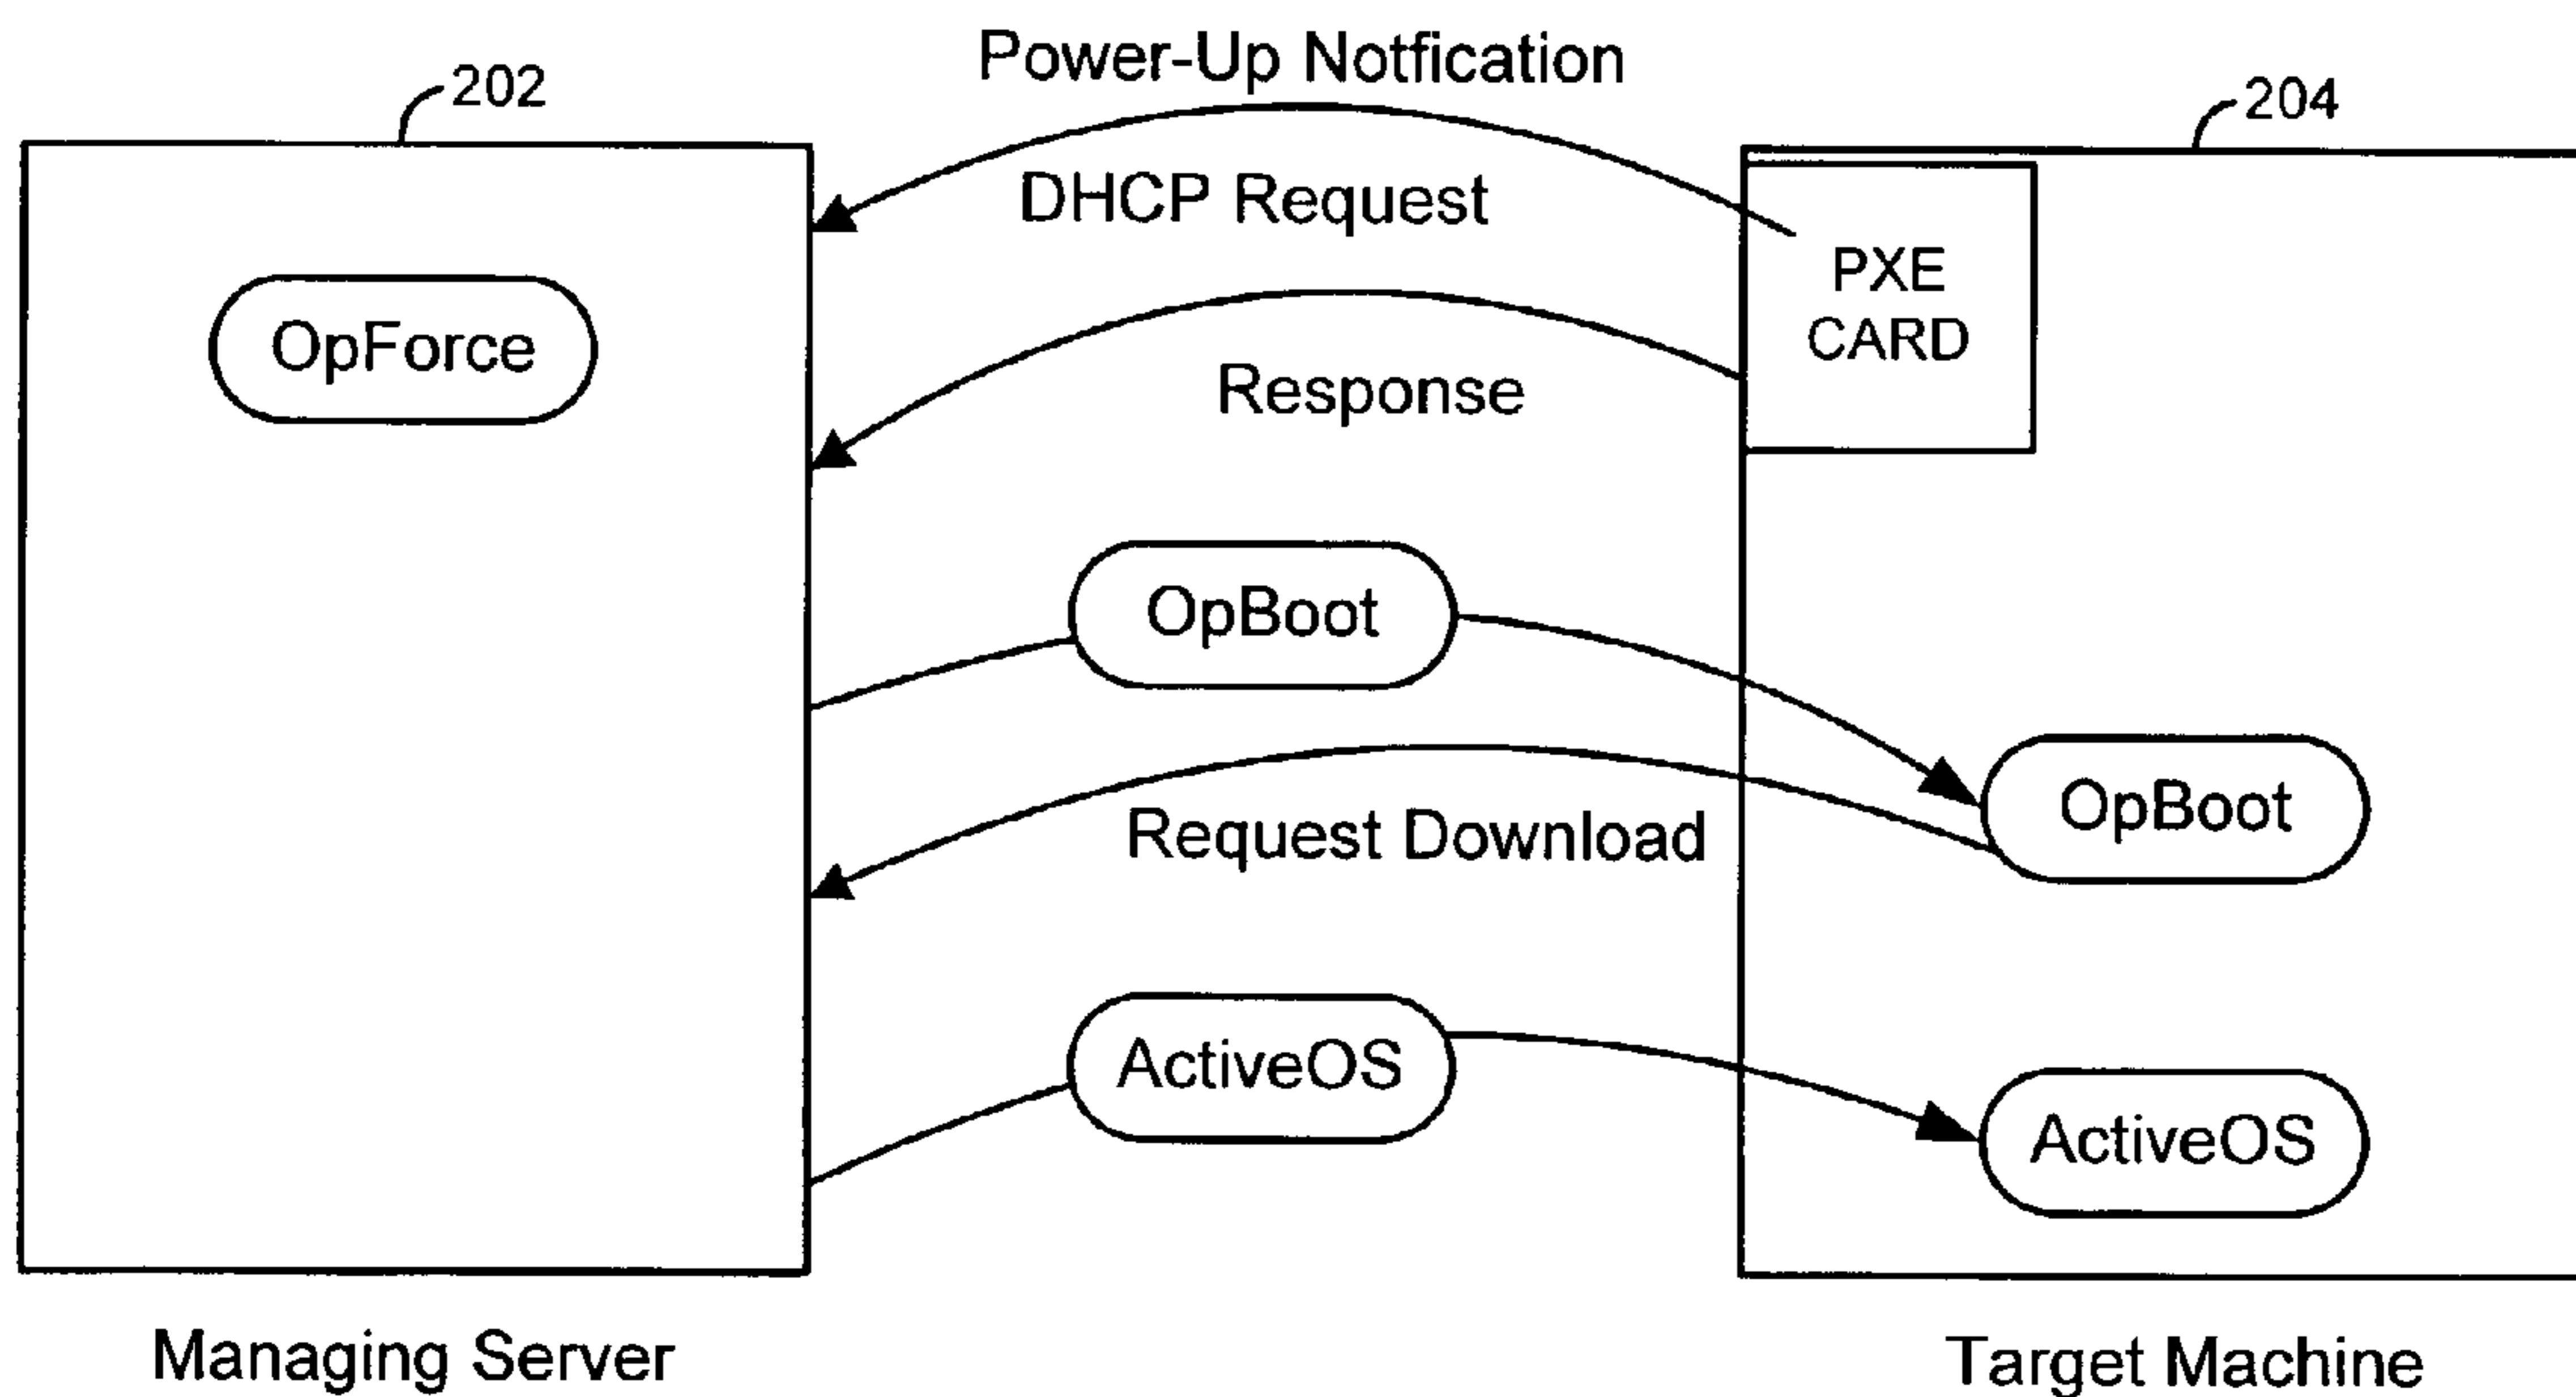 Power-Up Notfication
202
204
DHCP Request
PXE
CARD
OpForce
Response
OpBoot
OpBoot
Request Download
ActiveOS
ActiveOS
Managing Server
Target Machine